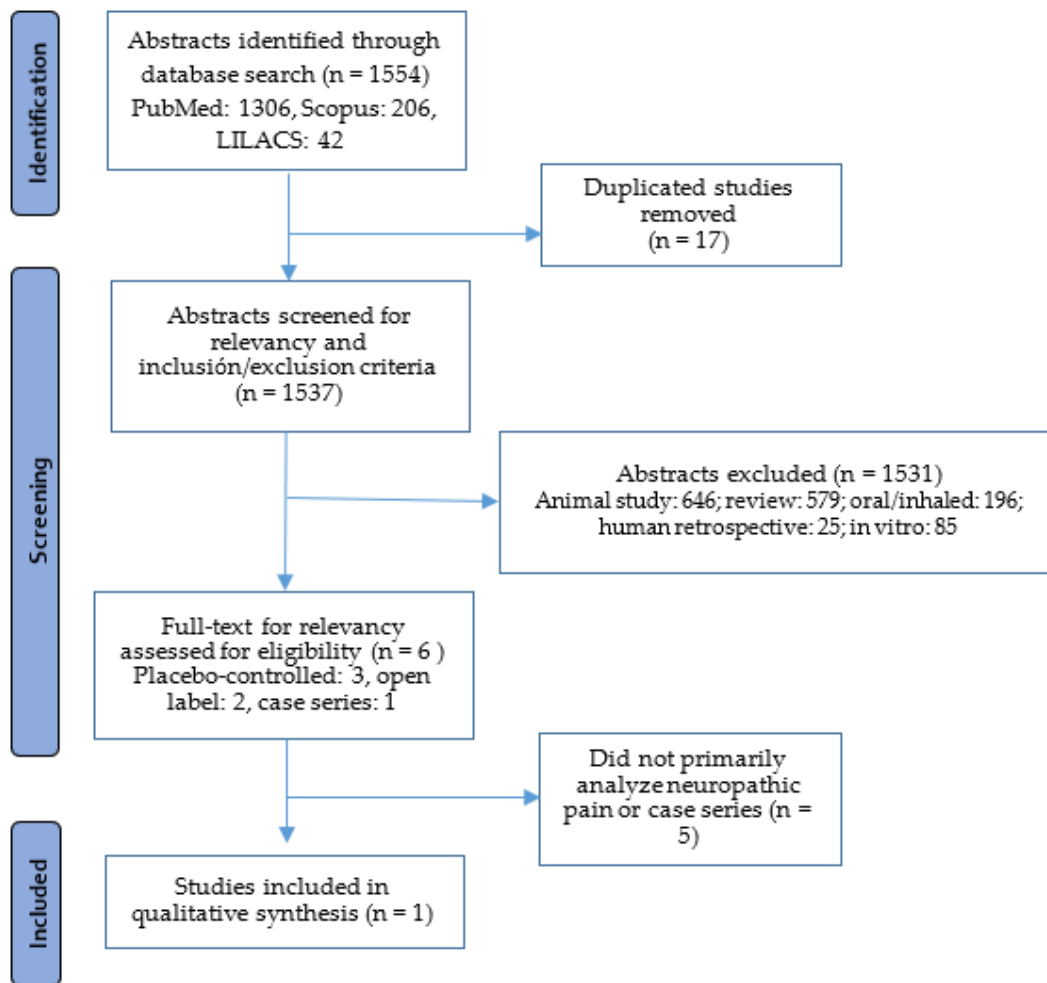 Identification
Abstracts identified through
database search (n = 1554)
PubMed: 1306, Scopus: 206,
LILACS: 42
Duplicated studies
removed
(n = 17)
Screening
Abstracts screened for
relevancy and
inclusión/exclusion criteria
(n = 1537)
Abstracts excluded (n = 1531)
Animal study: 646; review: 579; oral/inhaled: 196;
human retrospective: 25; in vitro: 85
Full-text for relevancy
assessed for eligibility (n = 6 )
Placebo-controlled: 3, open
label: 2, case series: 1
Did not primarily
analyze neuropathic
pain or case series (n =
5)
Included
Studies included in
qualitative synthesis (n = 1)